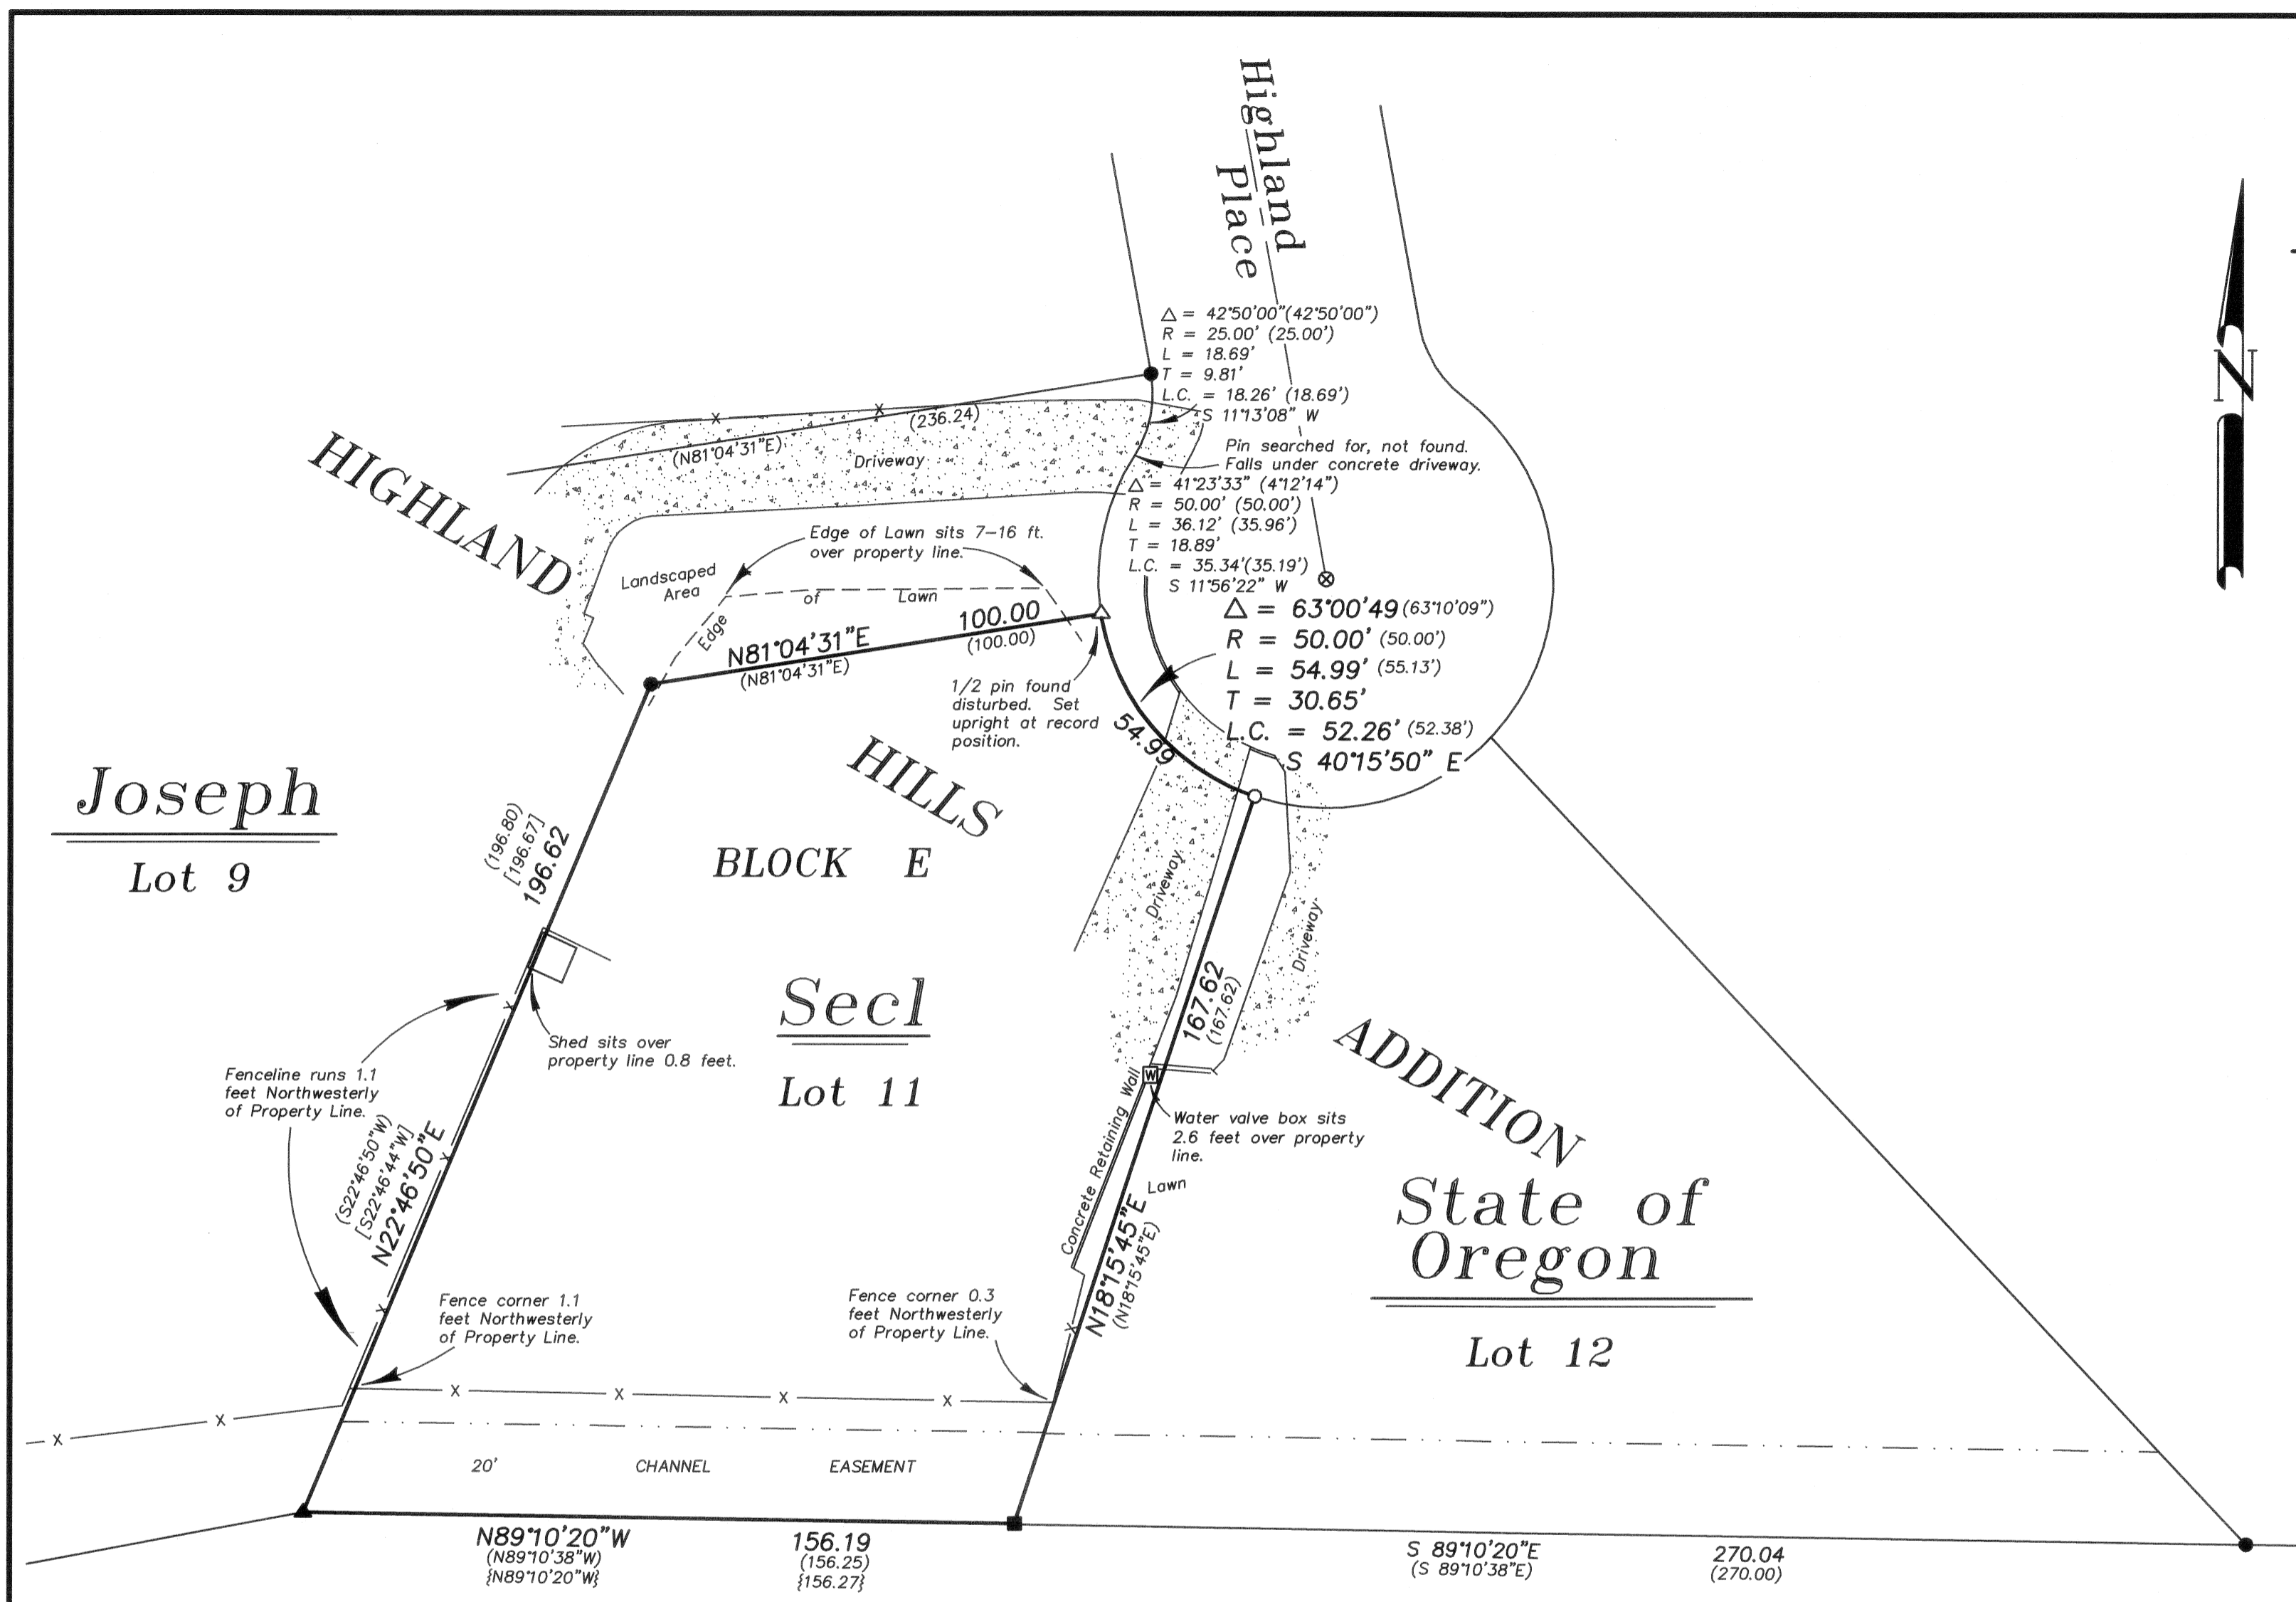 Highland
Place
Δ = 42°50'00"(42°50'00")
R = 25.00' (25.00')
L = 18.69'
T = 9.81'
L.C. = 18.26' (18.69')
S 11°13'08" W
Pin searched for, not found.
Falls under concrete driveway.
Δ = 41°23'33" (4°12'14")
R = 50.00' (50.00')
L = 36.12' (35.96')
T = 18.89'
L.C. = 35.34'(35.19')
S 11°56'22" W
Δ = 63°00'49 (63°10'09")
R = 50.00' (50.00')
L = 54.99' (55.13')
T = 30.65'
L.C. = 52.26' (52.38')
S 40°15'50" E
N
(236.24)
(N81°04'31"E)
Driveway
HIGHLAND
Edge of Lawn sits 7-16 ft.
over property line.
Landscaped
Area
Edge of Lawn
N81°04'31"E 100.00
(N81°04'31"E) (100.00)
1/2 pin found
disturbed. Set
upright at record
position.
54.99
HILLS
Joseph
Lot 9
(196.80)
[196.67]
196.62
BLOCK E
Driveway
Driveway
Secl
Lot 11
167.62
(167.62)
ADDITION
Shed sits over
property line 0.8 feet.
Fenceline runs 1.1
feet Northwesterly
of Property Line.
(S22°46'50"W)
[S22°46'44"W]
N22°46'50"E
W
Concrete Retaining Wall
Water valve box sits
2.6 feet over property
line.
Lawn
N18°15'45"E
(N18°15'45"E)
State of
Oregon
Lot 12
Fence corner 1.1
feet Northwesterly
of Property Line.
Fence corner 0.3
feet Northwesterly
of Property Line.
20' CHANNEL EASEMENT
N89°10'20"W 156.19
(N89°10'38"W) (156.25)
{N89°10'20"W} {156.27}
S 89°10'20"E 270.04
(S 89°10'38"E) (270.00)